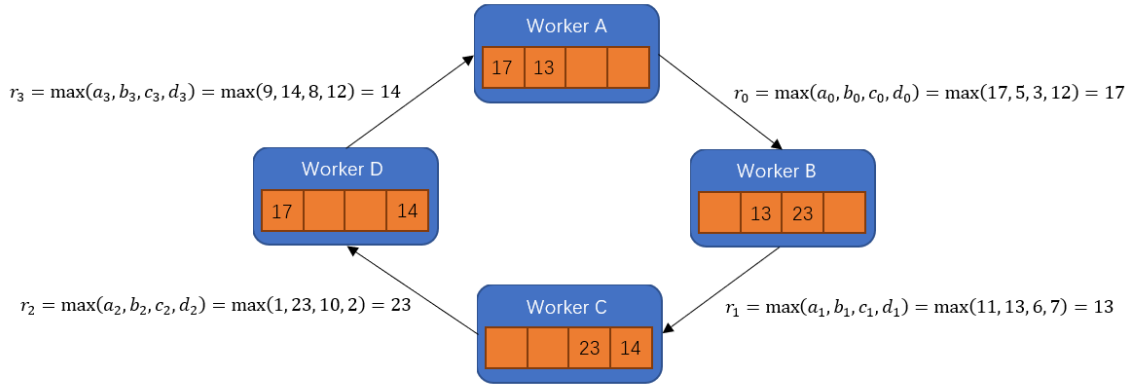 Worker A
17 13
r₃ = max(a₃, b₃, c₃, d₃) = max(9, 14, 8, 12) = 14
r₀ = max(a₀, b₀, c₀, d₀) = max(17, 5, 3, 12) = 17
Worker D
17 14
Worker B
13 23
r₂ = max(a₂, b₂, c₂, d₂) = max(1, 23, 10, 2) = 23
Worker C
23 14
r₁ = max(a₁, b₁, c₁, d₁) = max(11, 13, 6, 7) = 13